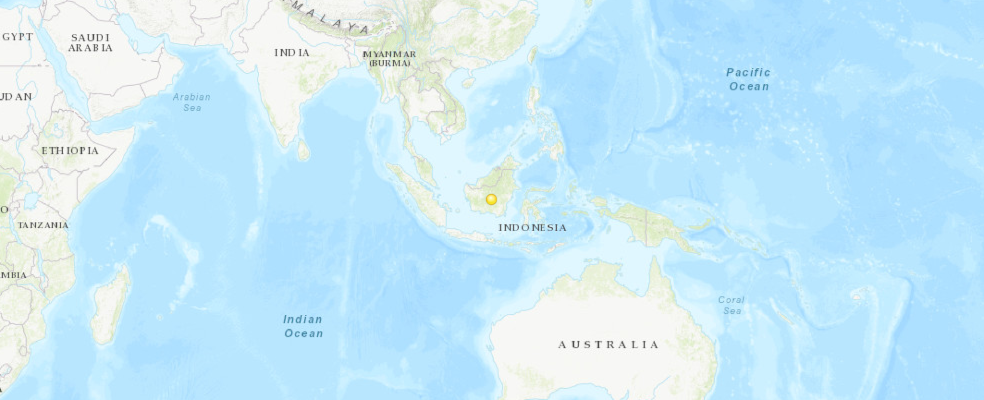 MALAYA
GYPT
SAUDI
ARABIA
INDIA
MYANMAR
(BURMA)
Pacific
Ocean
Arabian
Sea
UDAN
ETHIOPIA
O
TANZANIA
INDONESIA
MBIA
Coral
Sea
Indian
Ocean
AUSTRALIA
A